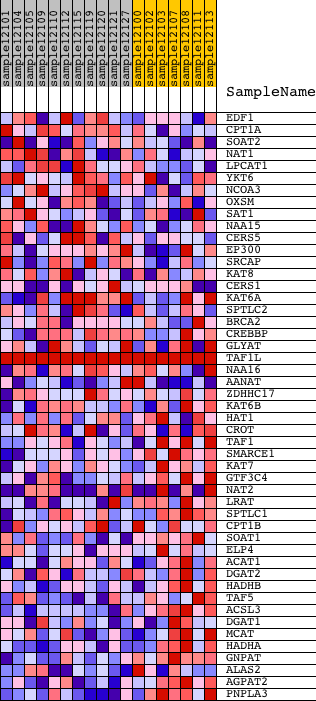 sample12101
sample12104
sample12105
sample12109
sample12110
sample12112
sample12115
sample12119
sample12120
sample12121
sample12127
sample12100
sample12102
sample12103
sample12107
sample12108
sample12111
sample12113
SampleName
EDF1
CPT1A
SOAT2
NAT1
LPCAT1
YKT6
NCOA3
OXSM
SAT1
NAA15
CERS5
EP300
SRCAP
KAT8
CERS1
KAT6A
SPTLC2
BRCA2
CREBBP
GLYAT
TAF1L
NAA16
AANAT
ZDHHC17
KAT6B
HAT1
CROT
TAF1
SMARCE1
KAT7
GTF3C4
NAT2
LRAT
SPTLC1
CPT1B
SOAT1
ELP4
ACAT1
DGAT2
HADHB
TAF5
ACSL3
DGAT1
MCAT
HADHA
GNPAT
ALAS2
AGPAT2
PNPLA3